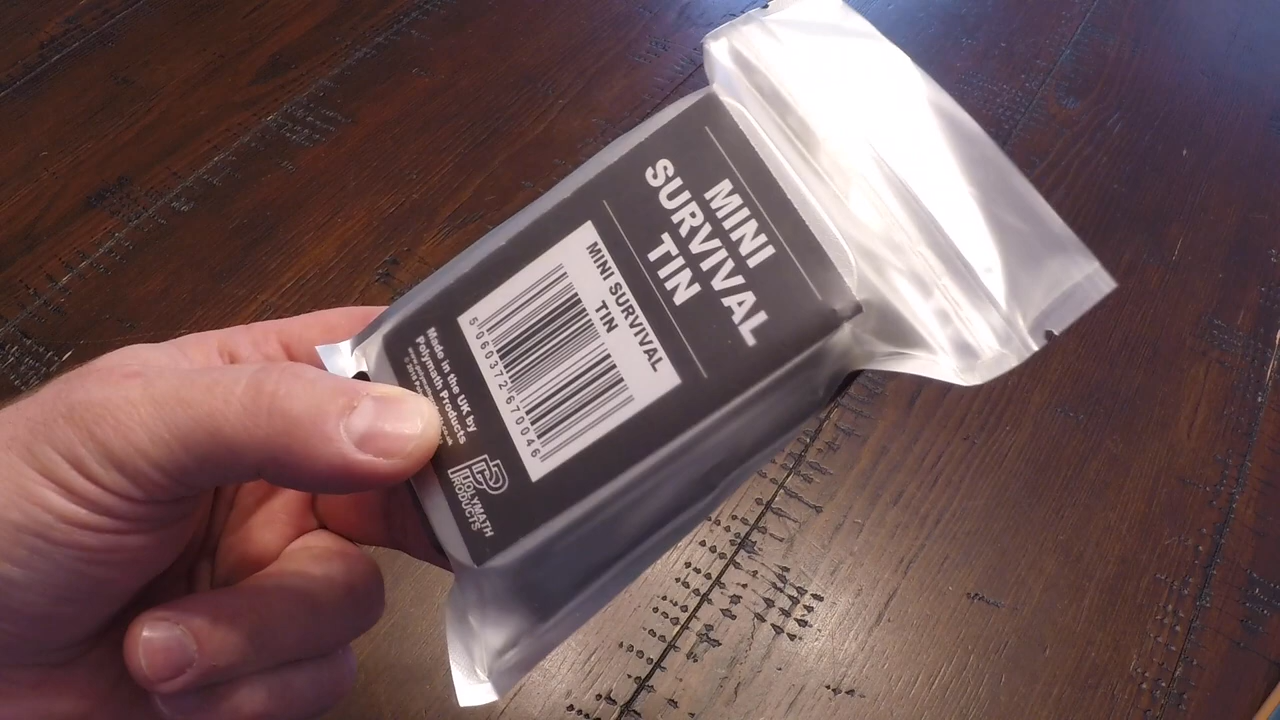 MINI
SURVIVAL
TIN
MINI SURVIVAL
TIN
5 060372 670046
Made in the UK by
Polymath Products
POLYMATH
PRODUCTS